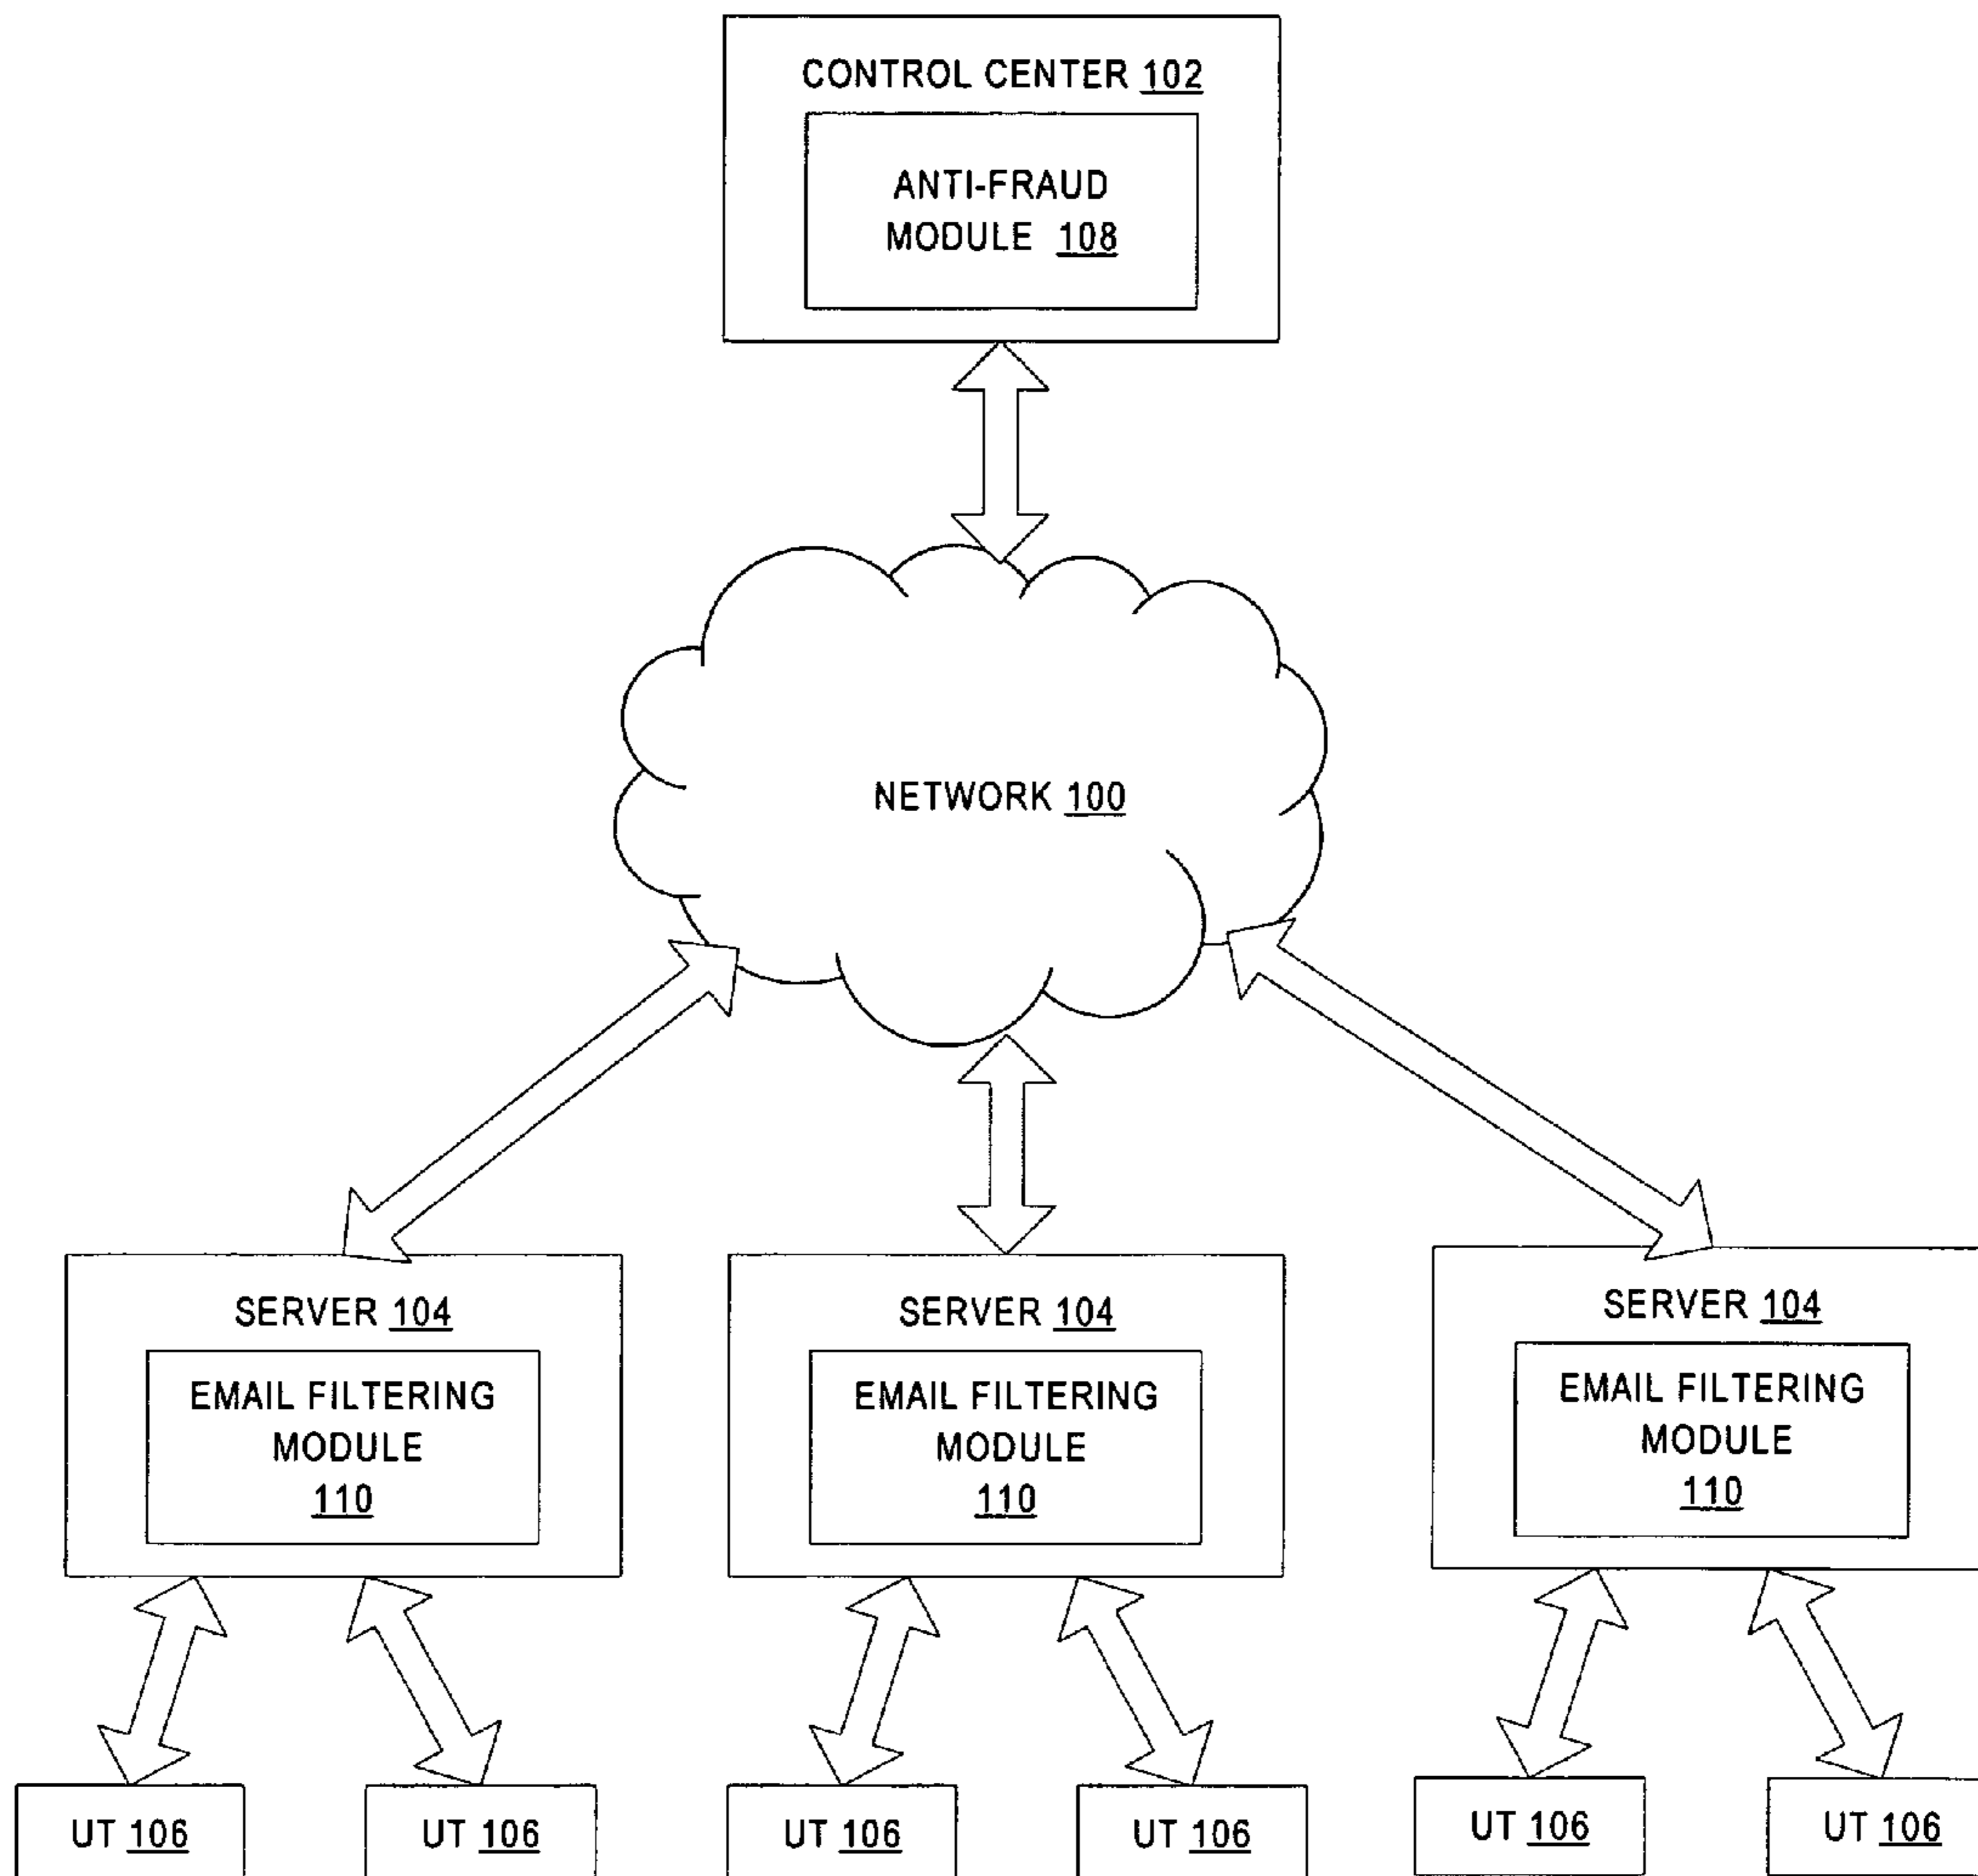 CONTROL CENTER 102
ANTI-FRAUD
MODULE 108
NETWORK 100
SERVER 104
EMAIL FILTERING
MODULE
110
SERVER 104
EMAIL FILTERING
MODULE
110
SERVER 104
EMAIL FILTERING
MODULE
110
UT 106
UT 106
UT 106
UT 106
UT 106
UT 106